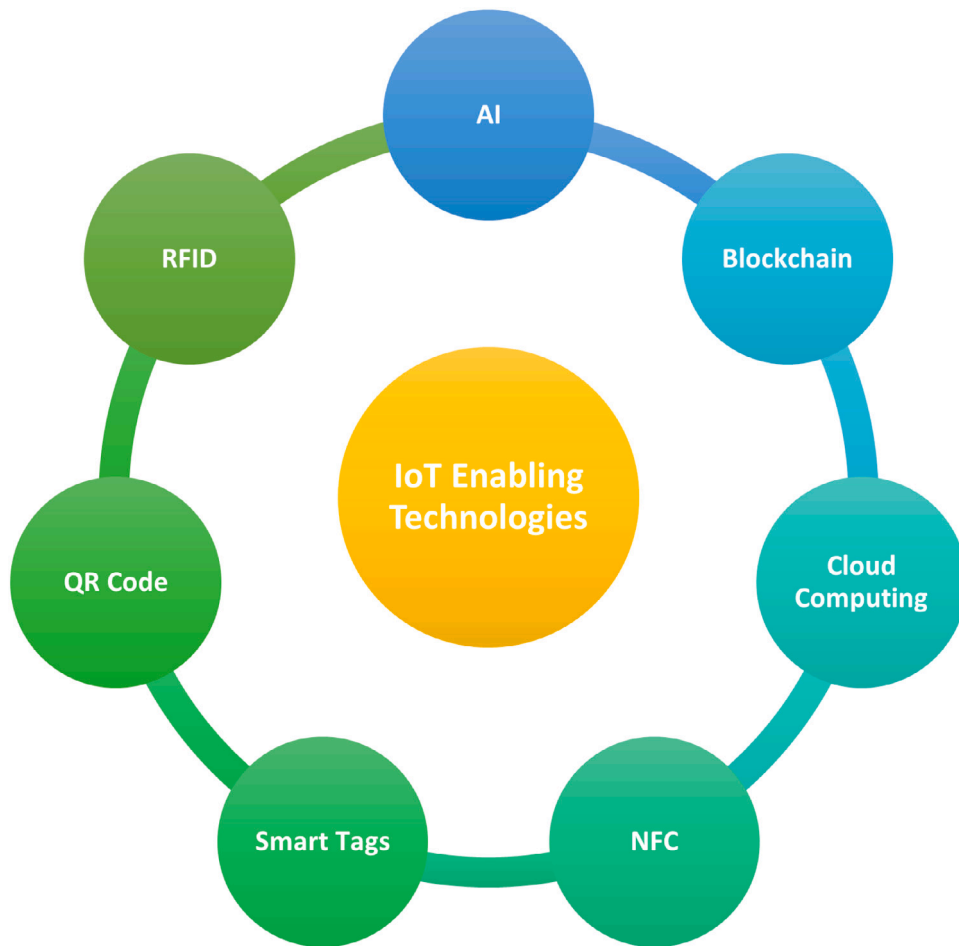 AI
Blockchain
Cloud
Computing
NFC
Smart Tags
QR Code
RFID
IoT Enabling
Technologies